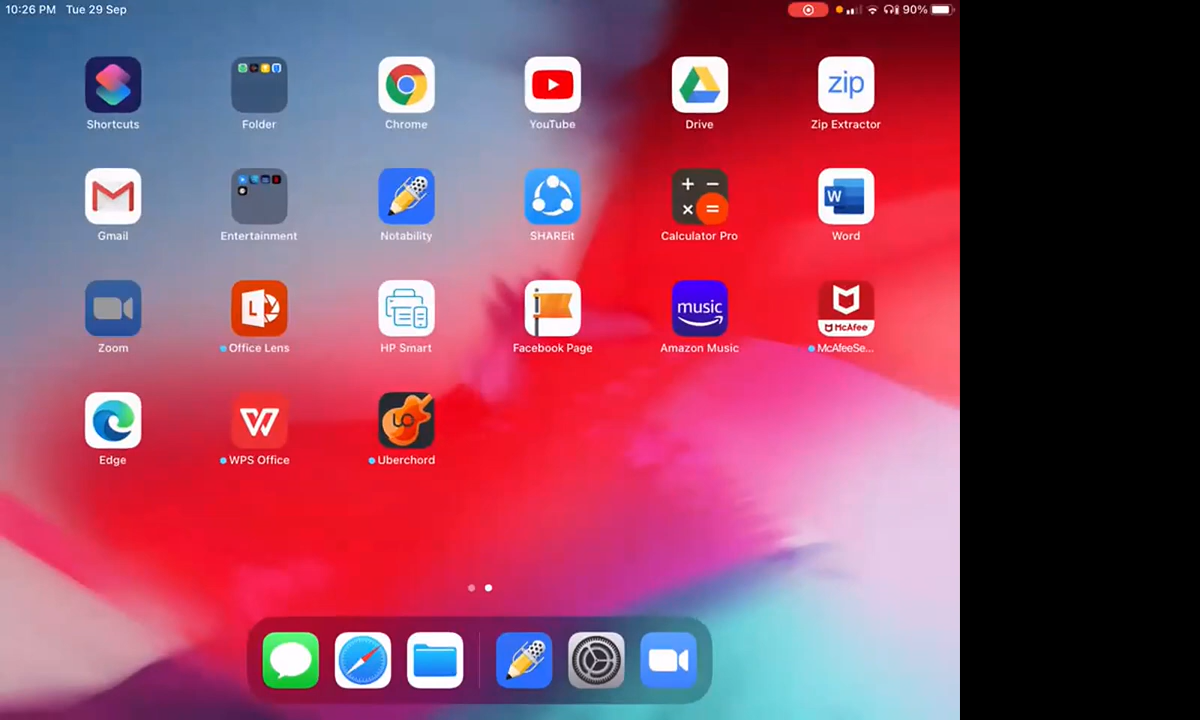 10:26 PM Tue 29 Sep
90%
zip
Shortcuts
Folder
Chrome
YouTube
Drive
Zip Extractor
W
Gmail
Entertainment
Notability
SHAREit
Calculator Pro
Word
L
music
McAfee
Zoom
Office Lens
HP Smart
Facebook Page
Amazon Music
McAfeeSe...
W
UO
Edge
WPS Office
Uberchord